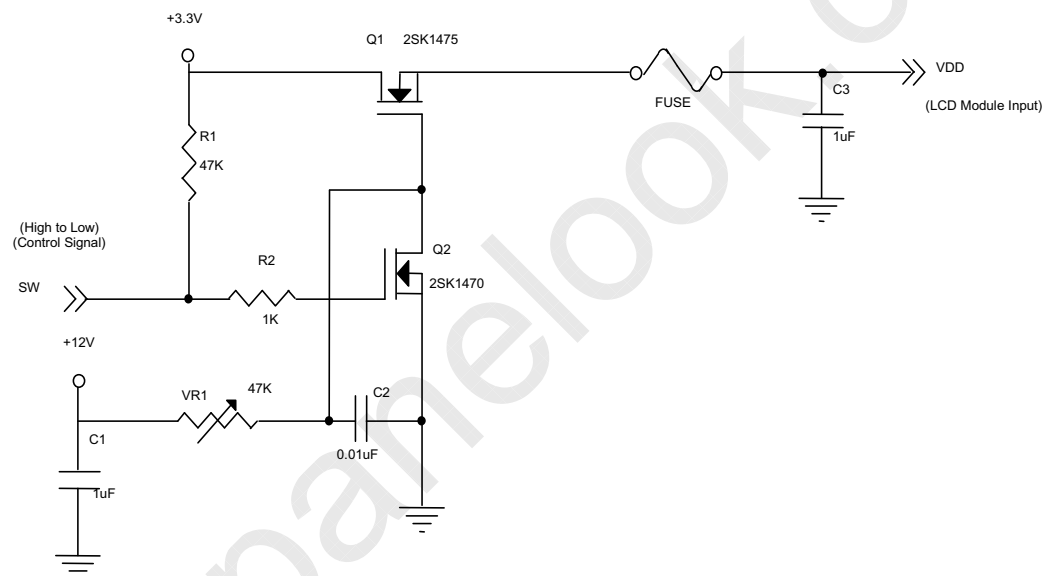 +3.3V
Q1 2SK1475
VDD
FUSE
C3
(LCD Module Input)
1uF
R1
47K
(High to Low)
(Control Signal)
SW
R2
1K
Q2
2SK1470
+12V
VR1
47K
C2
0.01uF
C1
1uF
panelook.